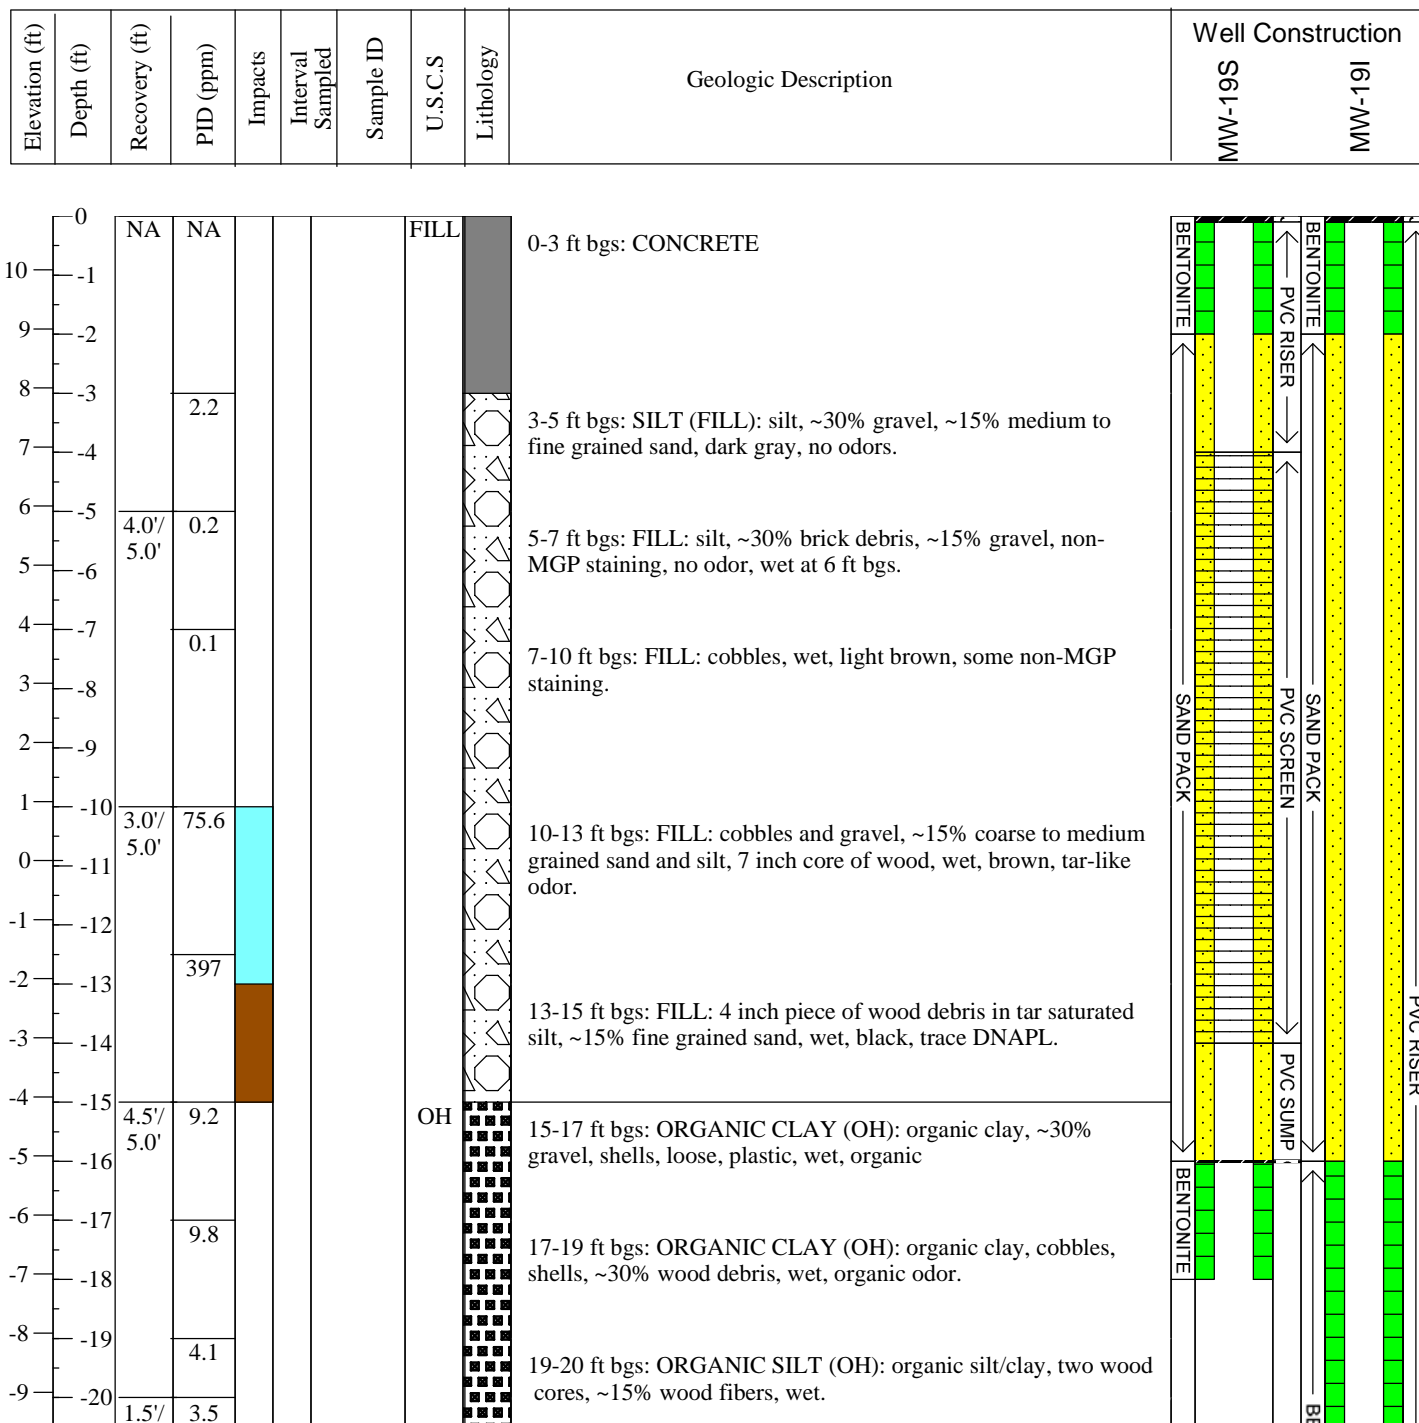 Elevation (ft)
Depth (ft)
Recovery (ft)
PID (ppm)
Impacts
Interval
Sampled
Sample ID
U.S.C.S
Lithology
Geologic Description
Well Construction
MW-19S
MW-19I
0
NA
NA
FILL
0-3 ft bgs: CONCRETE
BENTONITE
PVC RISER
BENTONITE
10
-1
9
-2
8
-3
2.2
3-5 ft bgs: SILT (FILL): silt, ~30% gravel, ~15% medium to
fine grained sand, dark gray, no odors.
7
-4
6
-5
4.0'/
5.0'
0.2
5-7 ft bgs: FILL: silt, ~30% brick debris, ~15% gravel, non-
MGP staining, no odor, wet at 6 ft bgs.
5
-6
4
-7
0.1
7-10 ft bgs: FILL: cobbles, wet, light brown, some non-MGP
staining.
3
-8
SAND PACK
PVC SCREEN
SAND PACK
2
-9
1
-10
3.0'/
5.0'
75.6
10-13 ft bgs: FILL: cobbles and gravel, ~15% coarse to medium
grained sand and silt, 7 inch core of wood, wet, brown, tar-like
odor.
0
-11
-1
-12
397
-2
-13
13-15 ft bgs: FILL: 4 inch piece of wood debris in tar saturated
silt, ~15% fine grained sand, wet, black, trace DNAPL.
PVC RISER
-3
-14
PVC SUMP
-4
-15
4.5'/
5.0'
9.2
OH
15-17 ft bgs: ORGANIC CLAY (OH): organic clay, ~30%
gravel, shells, loose, plastic, wet, organic
-5
-16
BENTONITE
-6
-17
9.8
17-19 ft bgs: ORGANIC CLAY (OH): organic clay, cobbles,
shells, ~30% wood debris, wet, organic odor.
-7
-18
-8
-19
4.1
19-20 ft bgs: ORGANIC SILT (OH): organic silt/clay, two wood
cores, ~15% wood fibers, wet.
-9
-20
1.5'/
3.5